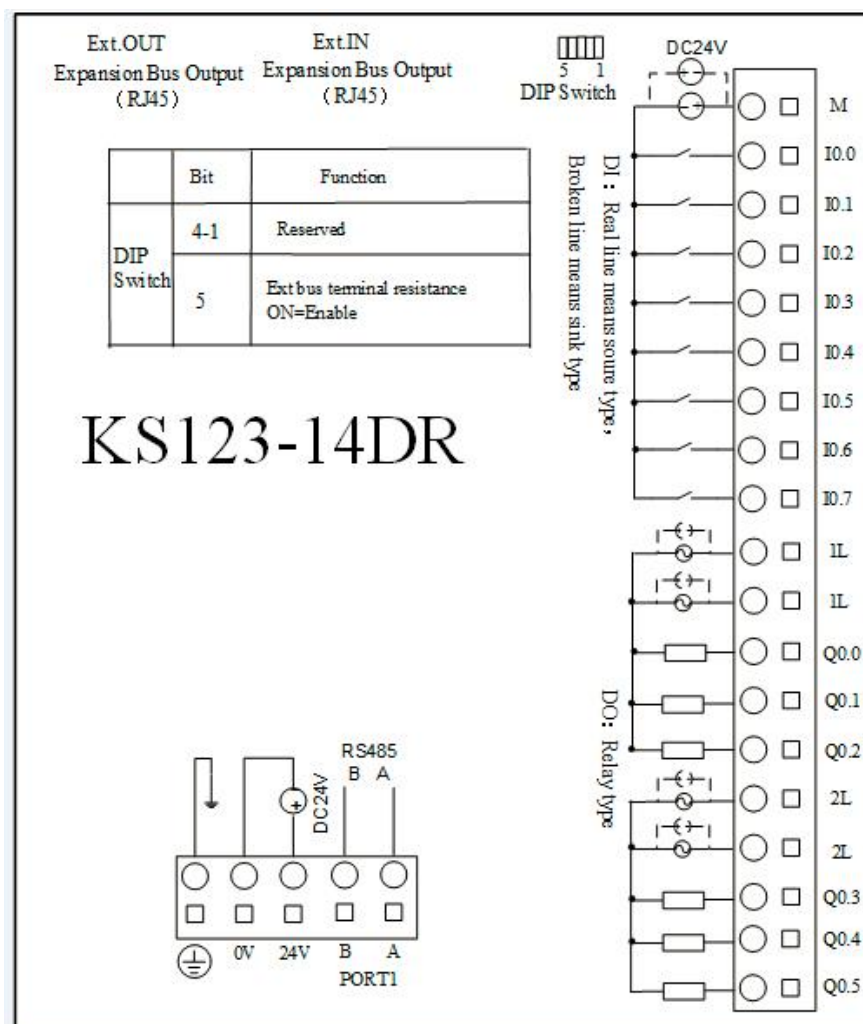 Ext.OUT
Expansion Bus Output
(RJ45)
Ext.IN
Expansion Bus Output
(RJ45)
5 1
DIP Switch
DC24V
Bit Function
DIP Switch
4-1 Reserved
5 Ext bus terminal resistance
ON=Enable
KS123-14DR
DI: Real line means soure type,
Broken line means sink type
DO: Relay type
M
I0.0
I0.1
I0.2
I0.3
I0.4
I0.5
I0.6
I0.7
1L
1L
Q0.0
Q0.1
Q0.2
2L
2L
Q0.3
Q0.4
Q0.5
RS485
B A
DC24V
0V 24V B A
PORT1